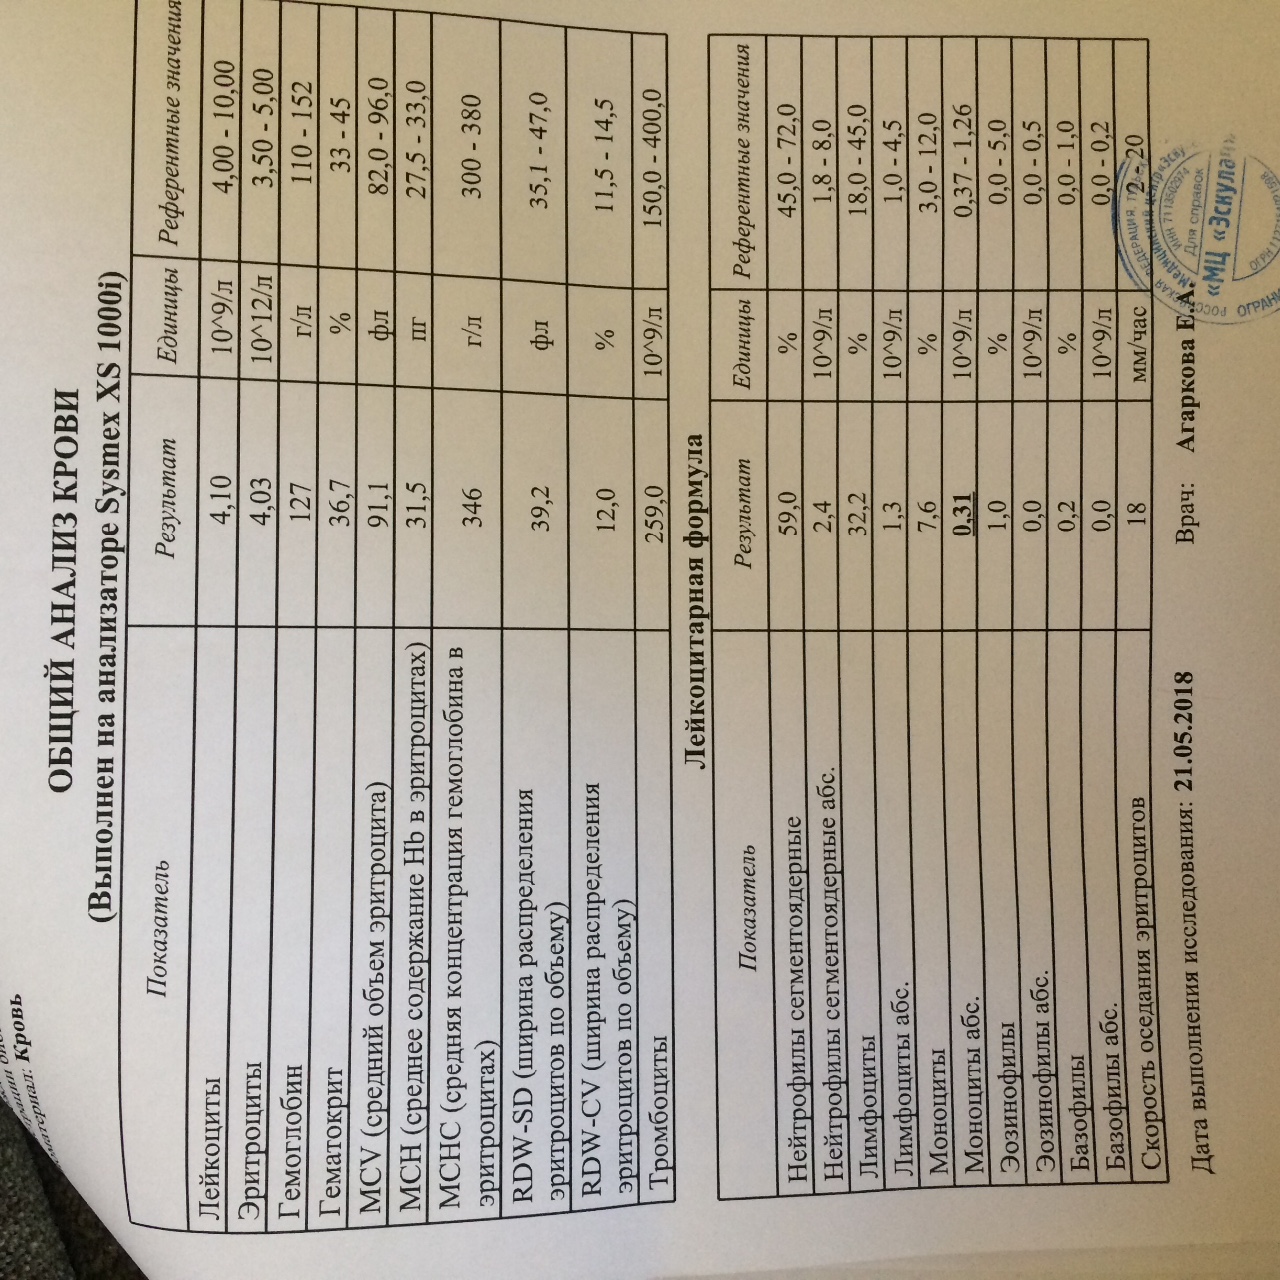 материал: Кровь
ОБЩИЙ АНАЛИЗ КРОВИ
(Выполнен на анализаторе Sysmex XS 1000i)
Показатель Результат Единицы Референтные значения
Лейкоциты 4,10 10^9/л 4,00 - 10,00
Эритроциты 4,03 10^12/л 3,50 - 5,00
Гемоглобин 127 г/л 110 - 152
Гематокрит 36,7 % 33 - 45
MCV (средний объем эритроцита) 91,1 фл 82,0 - 96,0
MCH (среднее содержание Hb в эритроцитах) 31,5 пг 27,5 - 33,0
MCHC (средняя концентрация гемоглобина в
эритроцитах) 346 г/л 300 - 380
RDW-SD (ширина распределения
эритроцитов по объему) 39,2 фл 35,1 - 47,0
RDW-CV (ширина распределения
эритроцитов по объему) 12,0 % 11,5 - 14,5
Тромбоциты 259,0 10^9/л 150,0 - 400,0
Лейкоцитарная формула
Показатель Результат Единицы Референтные значения
Нейтрофилы сегментоядерные 59,0 % 45,0 - 72,0
Нейтрофилы сегментоядерные абс. 2,4 10^9/л 1,8 - 8,0
Лимфоциты 32,2 % 18,0 - 45,0
Лимфоциты абс. 1,3 10^9/л 1,0 - 4,5
Моноциты 7,6 % 3,0 - 12,0
Моноциты абс. 0,31 10^9/л 0,37 - 1,26
Эозинофилы 1,0 % 0,0 - 5,0
Эозинофилы абс. 0,0 10^9/л 0,0 - 0,5
Базофилы 0,2 % 0,0 - 1,0
Базофилы абс. 0,0 10^9/л 0,0 - 0,2
Скорость оседания эритроцитов 18 мм/час 2 - 20
Дата выполнения исследования: 21.05.2018 Врач: Агаркова Е.А.
ФЕДЕРАЦИЯ
Медицинский центр
ИНН 7113502974
Для справок
«МЦ «Эскулап»